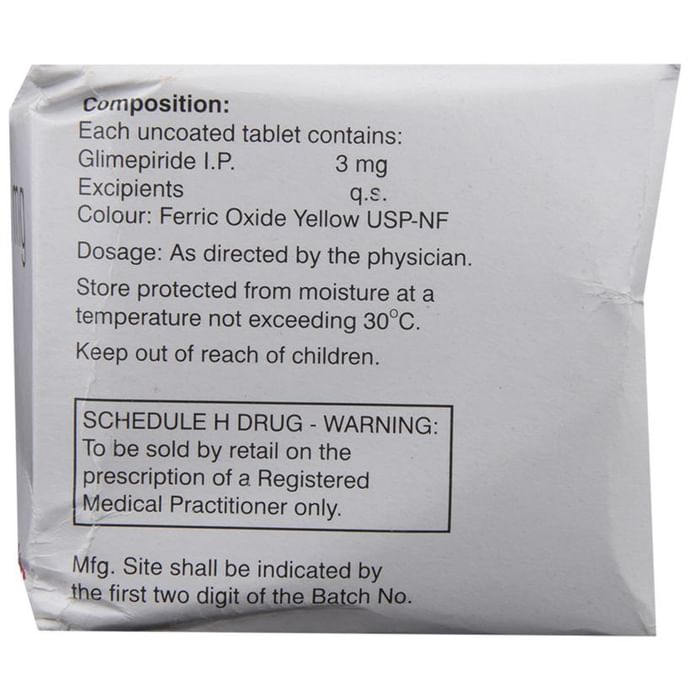 Composition:
Each uncoated tablet contains:
Glimepiride I.P. 3 mg
Excipients q.s.
Colour: Ferric Oxide Yellow USP-NF
Dosage: As directed by the physician.
Store protected from moisture at a
temperature not exceeding 30°C.
Keep out of reach of children.
SCHEDULE H DRUG - WARNING:
To be sold by retail on the
prescription of a Registered
Medical Practitioner only.
Mfg. Site shall be indicated by
the first two digit of the Batch No.
mg